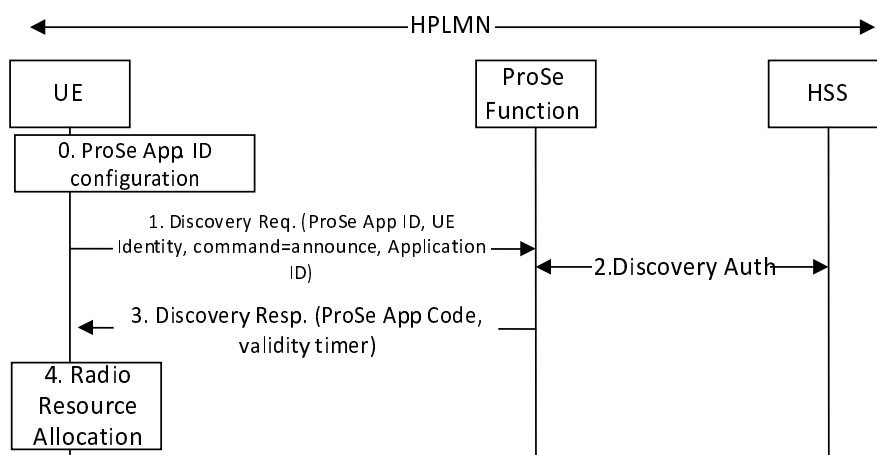 HPLMN
UE
ProSe
Function
HSS
0. ProSe App. ID
configuration
1. Discovery Req. (ProSe App ID, UE
Identity, command=announce, Application
ID)
2.Discovery Auth
3. Discovery Resp. (ProSe App Code,
validity timer)
4. Radio
Resource
Allocation